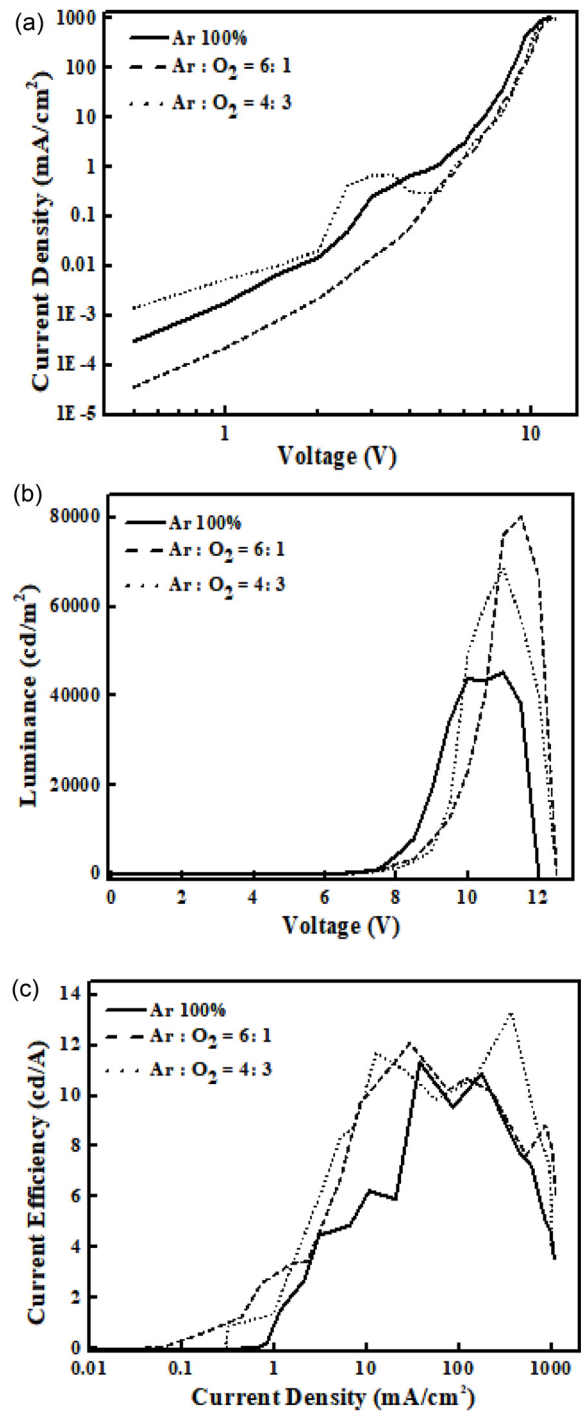 (a)
1000
100
10
1
0.1
0.01
1E-3
1E-4
1E-5
Current Density (mA/cm²)
Ar 100%
Ar : O₂ = 6: 1
Ar : O₂ = 4: 3
1
10
Voltage (V)
(b)
80000
60000
40000
20000
0
Luminance (cd/m²)
Ar 100%
Ar : O₂ = 6: 1
Ar : O₂ = 4: 3
0 2 4 6 8 10 12
Voltage (V)
(c)
14
12
10
8
6
4
2
0
Current Efficiency (cd/A)
Ar 100%
Ar : O₂ = 6: 1
Ar : O₂ = 4: 3
0.01 0.1 1 10 100 1000
Current Density (mA/cm²)